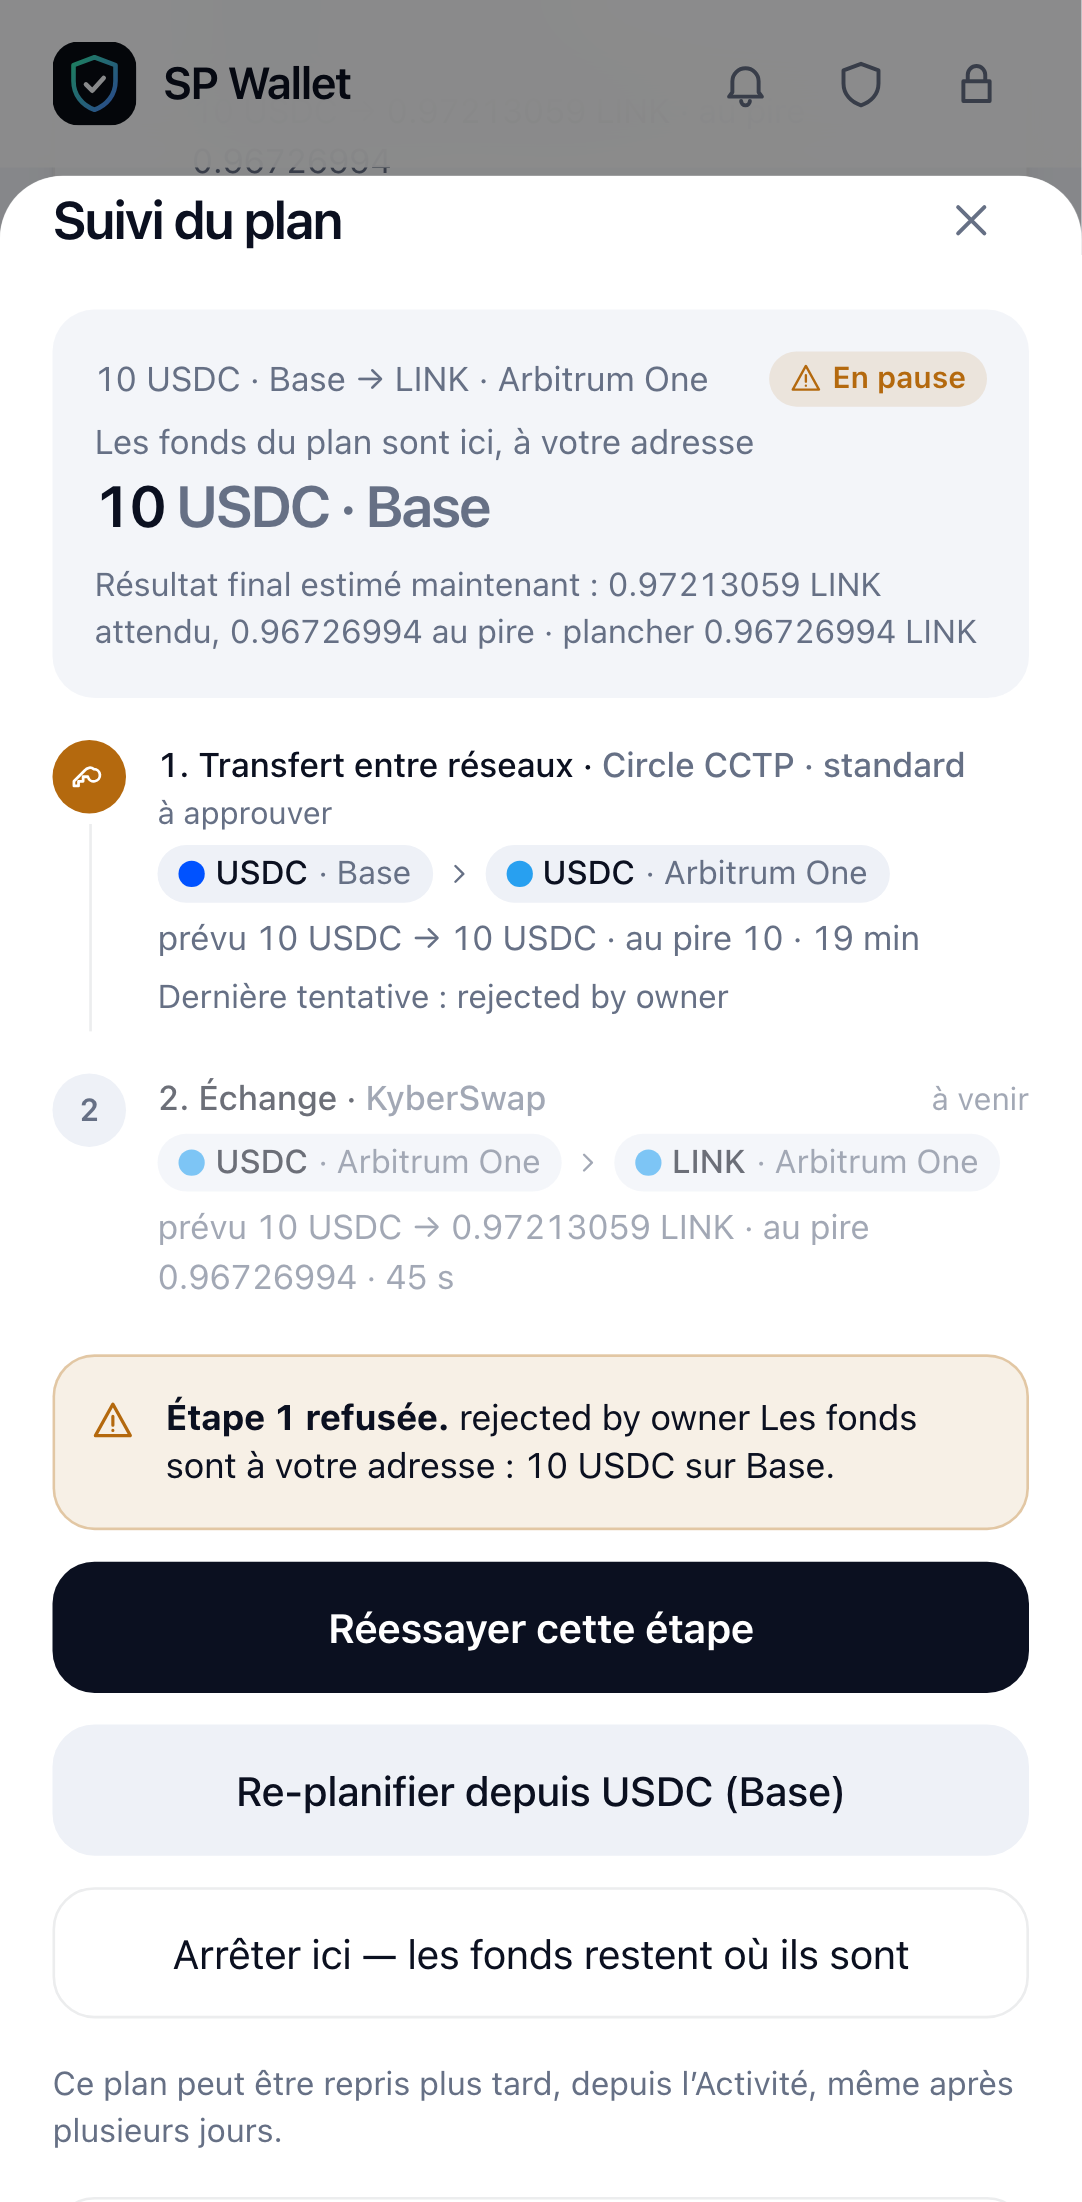 SP Wallet
0.97213059 LINK au pire
0.96726994
Suivi du plan
10 USDC · Base → LINK · Arbitrum One
En pause
Les fonds du plan sont ici, à votre adresse
10 USDC · Base
Résultat final estimé maintenant : 0.97213059 LINK
attendu, 0.96726994 au pire · plancher 0.96726994 LINK
1. Transfert entre réseaux · Circle CCTP · standard
à approuver
USDC · Base > USDC · Arbitrum One
prévu 10 USDC → 10 USDC · au pire 10 · 19 min
Dernière tentative : rejected by owner
2
2. Échange · KyberSwap
à venir
USDC · Arbitrum One > LINK · Arbitrum One
prévu 10 USDC → 0.97213059 LINK · au pire
0.96726994 · 45 s
Étape 1 refusée. rejected by owner Les fonds
sont à votre adresse : 10 USDC sur Base.
Réessayer cette étape
Re-planifier depuis USDC (Base)
Arrêter ici — les fonds restent où ils sont
Ce plan peut être repris plus tard, depuis l’Activité, même après
plusieurs jours.